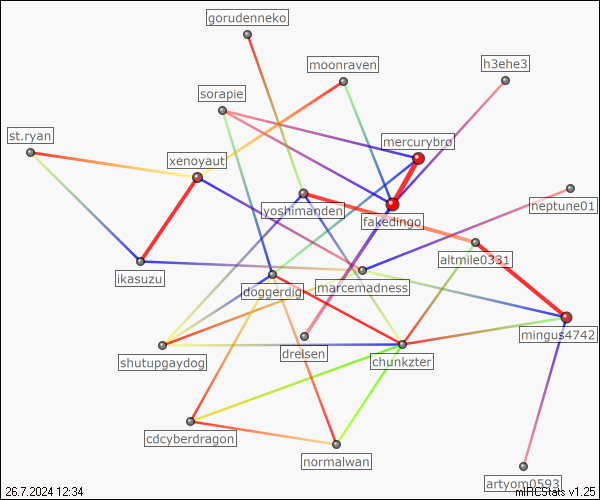 gorudenneko
moonraven
h3ehe3
sorapie
st.ryan
mercurybro
xenoyaut
neptune01
yoshimanden
fakedingo
altmile0331
ikasuzu
doggerdig
marcemadness
mingus4742
shutupgaydog
drelsen
chunkzter
cdcyberdragon
normalwan
artyom0593
26.7.2024 12:34
mIRCStats v1.25